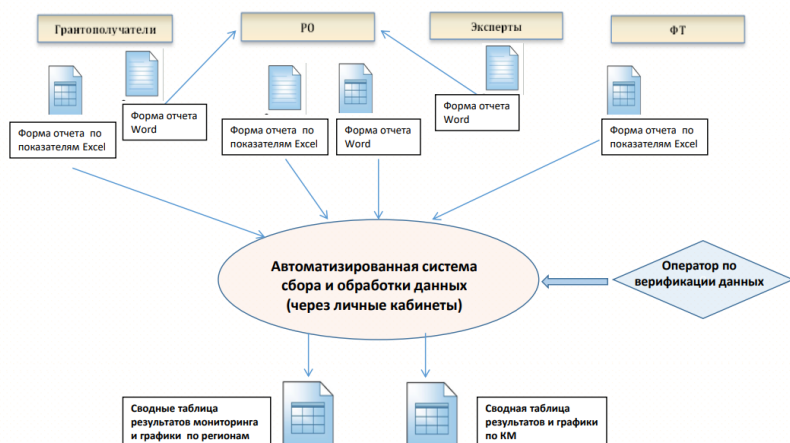 Грантополучатели
РО
Эксперты
ФТ
Форма отчета по
показателям Excel
Форма отчета
Word
Форма отчета по
показателям Excel
Форма отчета
Word
Форма отчета
Word
Форма отчета по
показателям Excel
Автоматизированная система
сбора и обработки данных
(через личные кабинеты)
Оператор по
верификации данных
Сводные таблица
результатов мониторинга
и графики по регионам
Сводная таблица
результатов и графики
по КМ